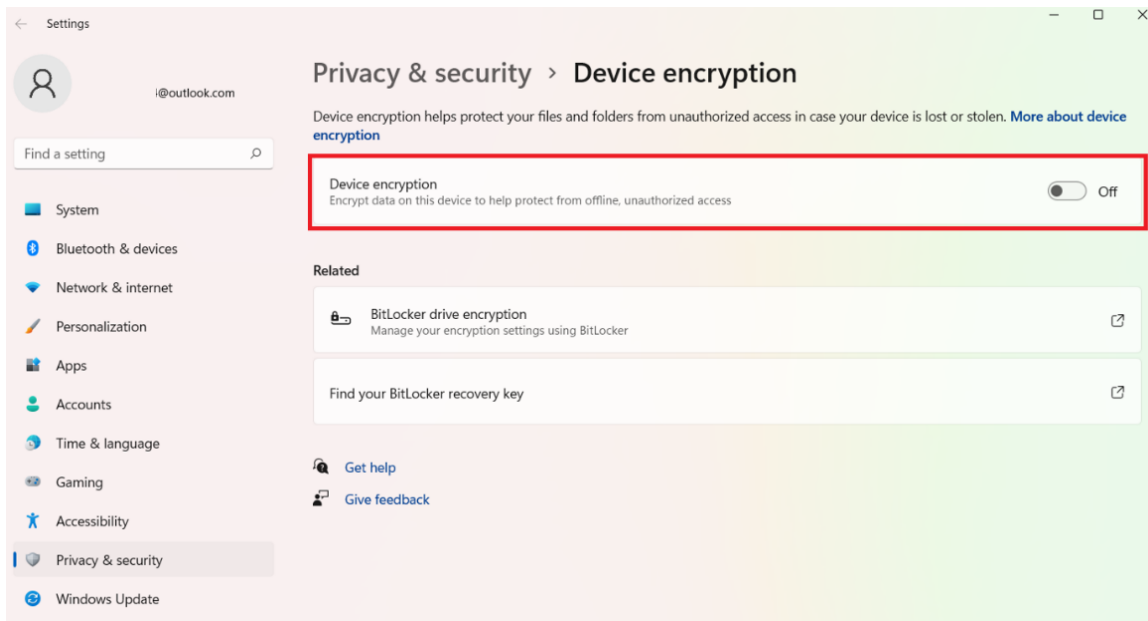 Settings
@outlook.com
Find a setting
System
Bluetooth & devices
Network & internet
Personalization
Apps
Accounts
Time & language
Gaming
Accessibility
Privacy & security
Windows Update
Privacy & security > Device encryption
Device encryption helps protect your files and folders from unauthorized access in case your device is lost or stolen. More about device
encryption
Device encryption
Encrypt data on this device to help protect from offline, unauthorized access
Off
Related
BitLocker drive encryption
Manage your encryption settings using BitLocker
Find your BitLocker recovery key
Get help
Give feedback